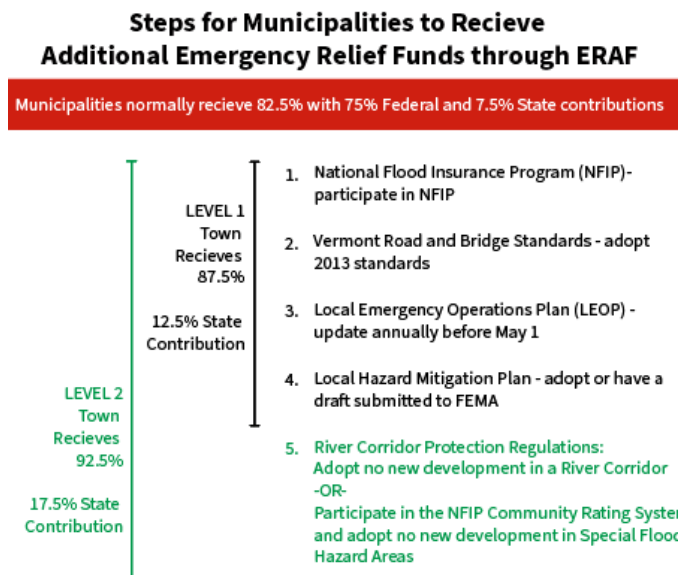 Steps for Municipalities to Recieve
Additional Emergency Relief Funds through ERAF
Municipalities normally recieve 82.5% with 75% Federal and 7.5% State contributions
LEVEL 1
Town
Recieves
87.5%
12.5% State
Contribution
LEVEL 2
Town
Recieves
92.5%
17.5% State
Contribution
1. National Flood Insurance Program (NFIP)-
participate in NFIP
2. Vermont Road and Bridge Standards - adopt
2013 standards
3. Local Emergency Operations Plan (LEOP) -
update annually before May 1
4. Local Hazard Mitigation Plan - adopt or have a
draft submitted to FEMA
5. River Corridor Protection Regulations:
Adopt no new development in a River Corridor
-OR-
Participate in the NFIP Community Rating System
and adopt no new development in Special Flood
Hazard Areas